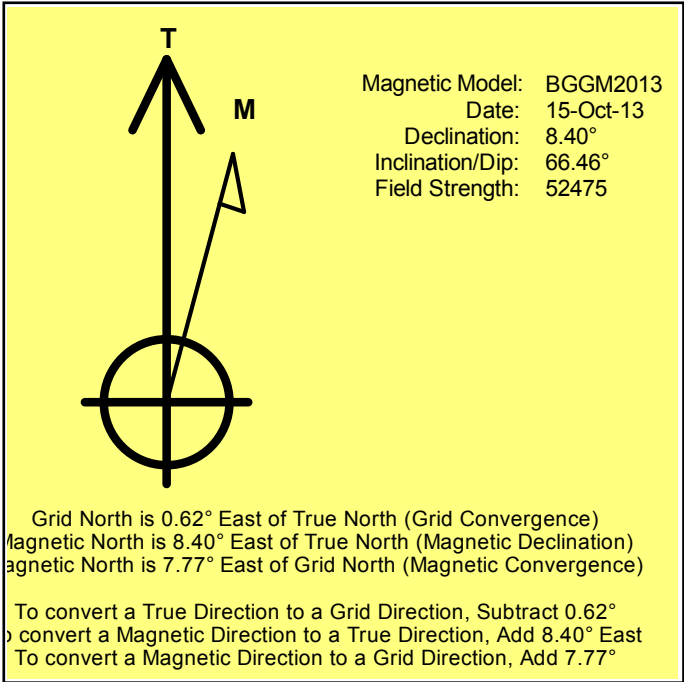 T
M
Magnetic Model: BGGM2013
Date: 15-Oct-13
Declination: 8.40°
Inclination/Dip: 66.46°
Field Strength: 52475
Grid North is 0.62° East of True North (Grid Convergence)
Magnetic North is 8.40° East of True North (Magnetic Declination)
agnetic North is 7.77° East of Grid North (Magnetic Convergence)
To convert a True Direction to a Grid Direction, Subtract 0.62°
o convert a Magnetic Direction to a True Direction, Add 8.40° East
To convert a Magnetic Direction to a Grid Direction, Add 7.77°